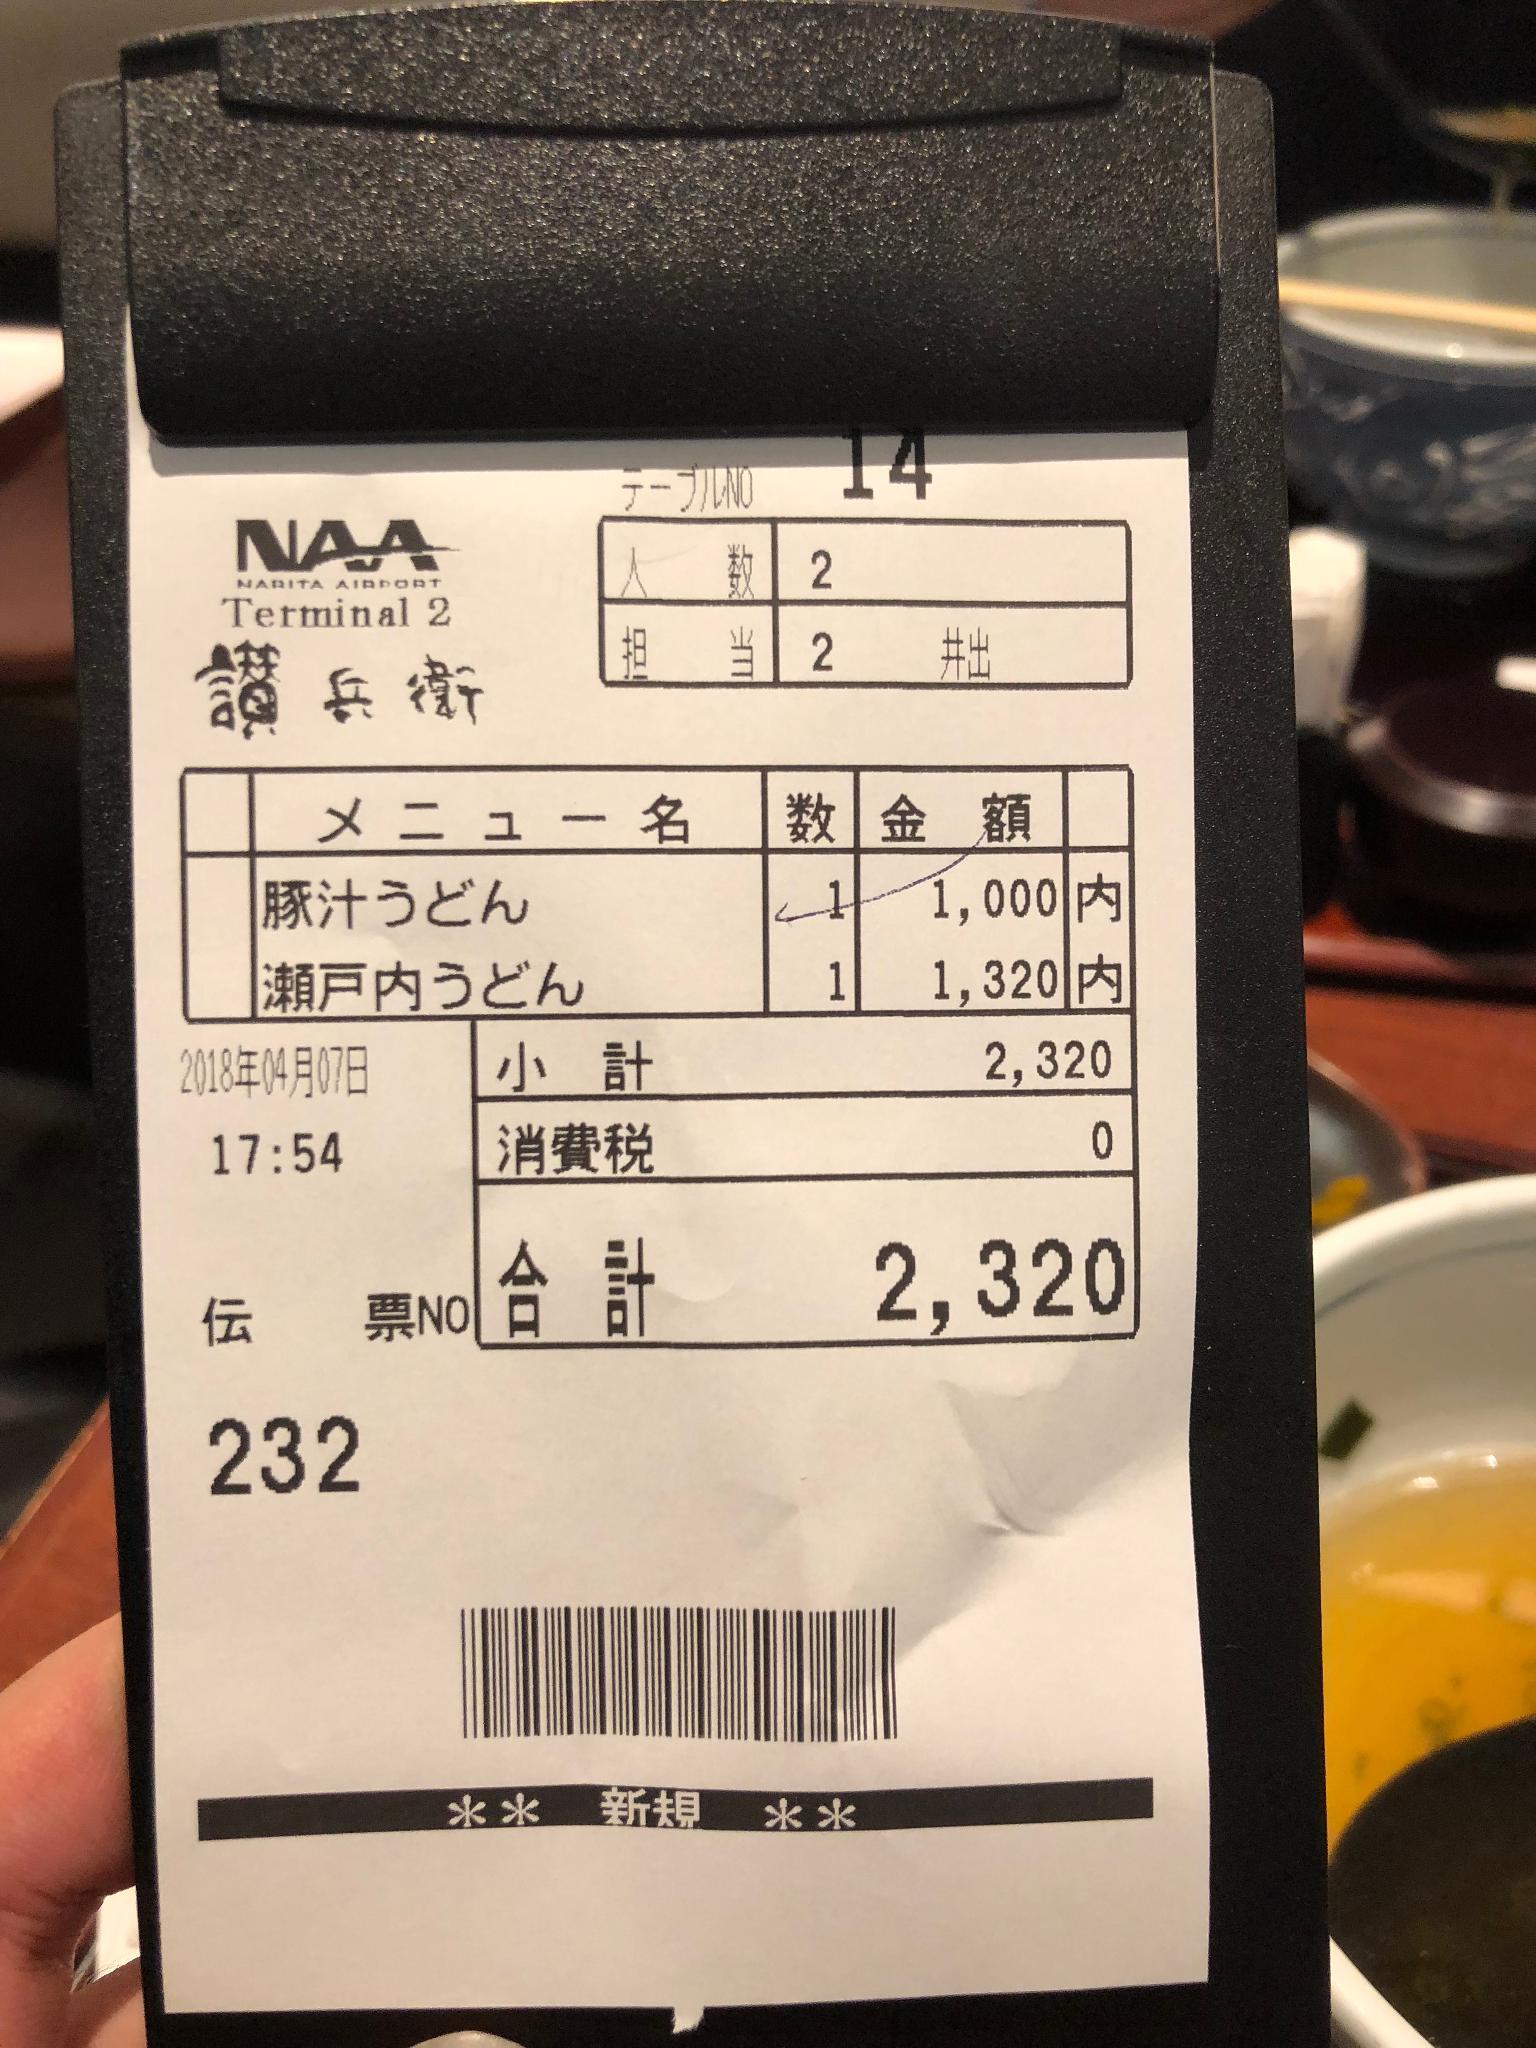 テーブルNO 14
NAA
NARITA AIRPORT
Terminal 2
讃兵衛
人数 2
担当 2 井出
メニュー名 数 金額
豚汁うどん 1 1,000 内
瀬戸内うどん 1 1,320 内
2018年04月07日
17:54
小計 2,320
消費税 0
合計 2,320
伝票NO
232
** 新規 **